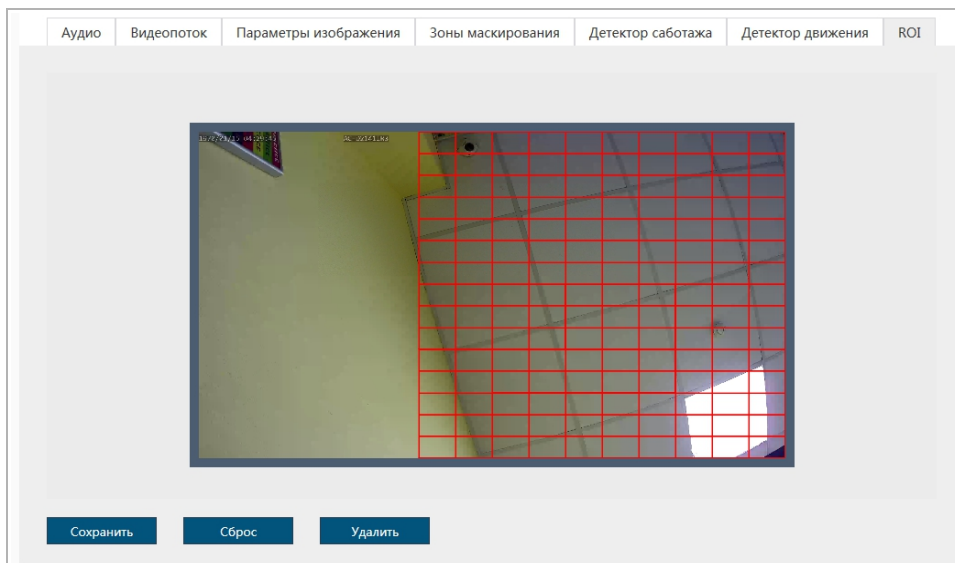 Аудио
Видеопоток
Параметры изображения
Зоны маскирования
Детектор саботажа
Детектор движения
ROI
Сохранить
Сброс
Удалить